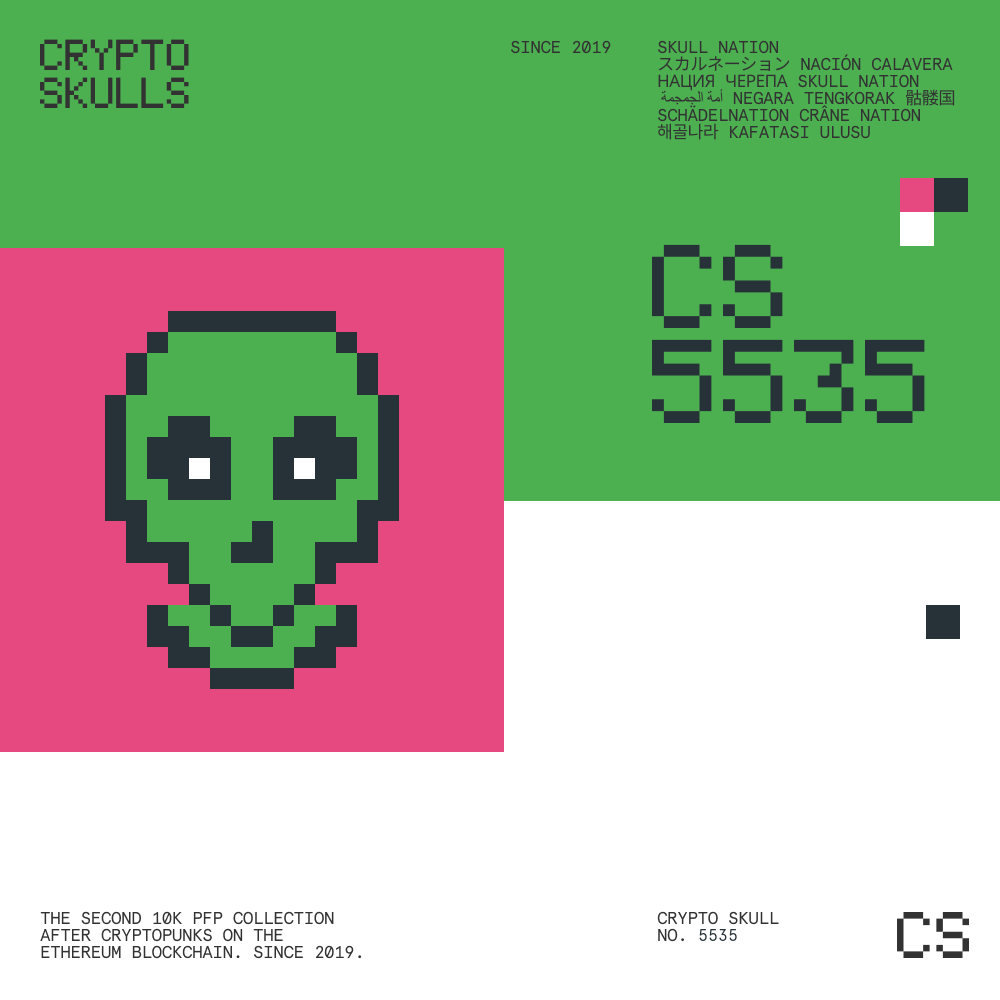 CRYPTO
SKULLS
SINCE 2019
SKULL NATION
スカルネーション NACIÓN CALAVERA
НАЦИЯ ЧЕРЕПА SKULL NATION
أمة الجمجمة NEGARA TENGKORAK 骷髅国
SCHÄDELNATION CRÂNE NATION
해골나라 KAFATASI ULUSU
CS
5535
THE SECOND 10K PFP COLLECTION
AFTER CRYPTOPUNKS ON THE
ETHEREUM BLOCKCHAIN. SINCE 2019.
CRYPTO SKULL
NO. 5535
CS